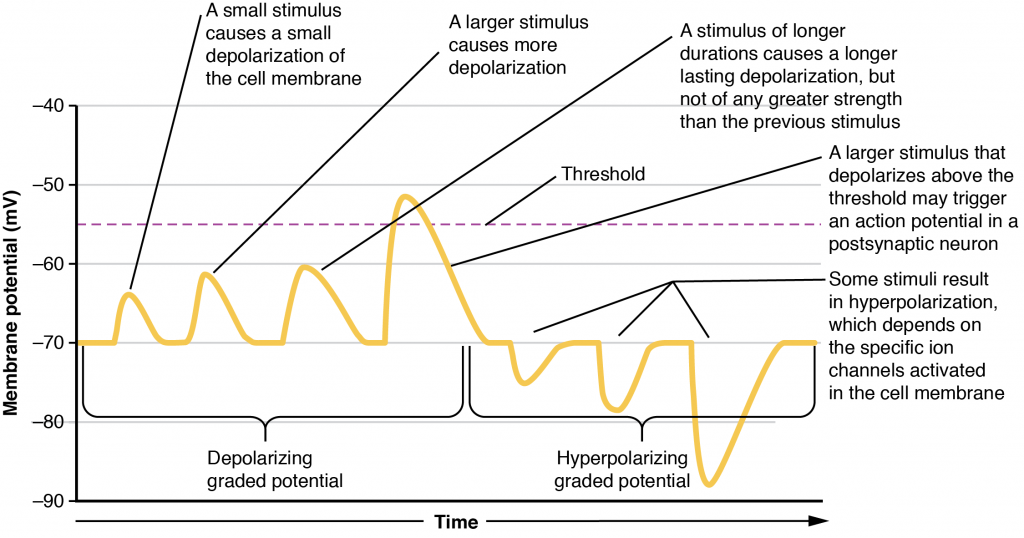 A small stimulus
causes a small
depolarization of
the cell membrane
A larger stimulus
causes more
depolarization
A stimulus of longer
durations causes a longer
lasting depolarization, but
not of any greater strength
than the previous stimulus
A larger stimulus that
depolarizes above the
threshold may trigger
an action potential in a
postsynaptic neuron
Threshold
Some stimuli result
in hyperpolarization,
which depends on
the specific ion
channels activated
in the cell membrane
Membrane potential (mV)
–40
–50
–60
–70
–80
–90
Depolarizing
graded potential
Hyperpolarizing
graded potential
Time